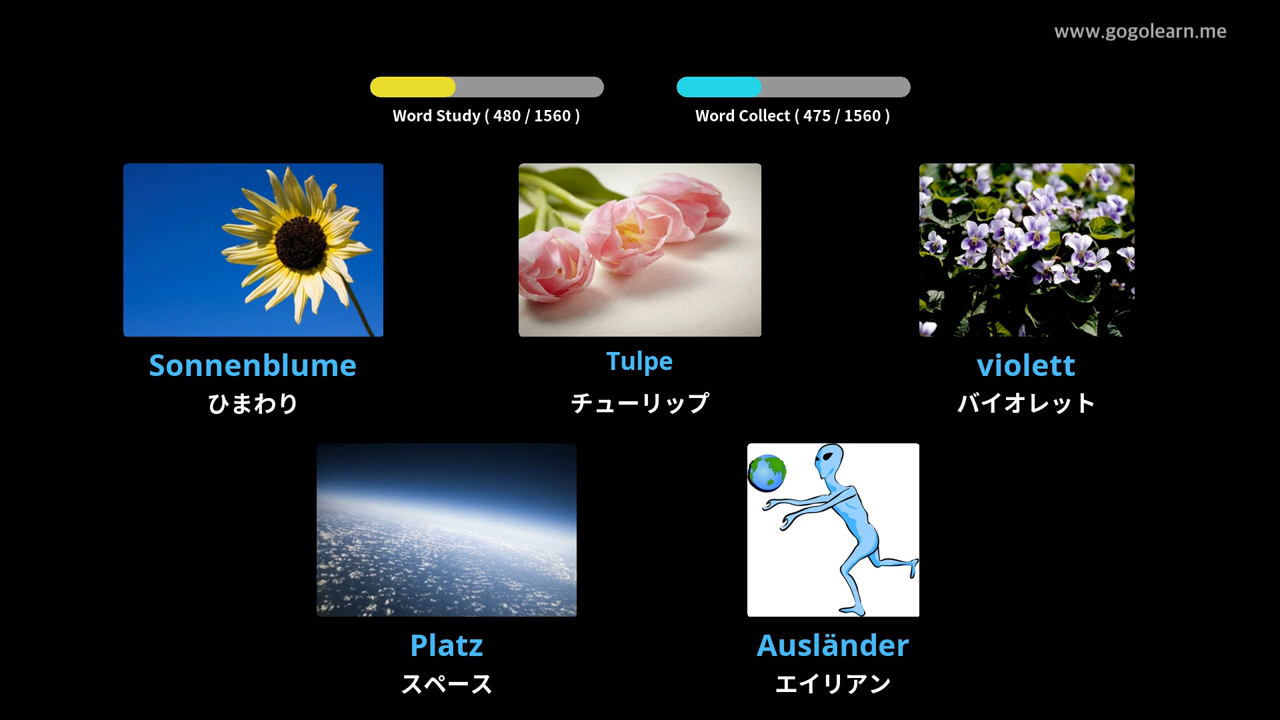 www.gogolearn.me
Word Study ( 480 / 1560 )
Word Collect ( 475 / 1560 )
Sonnenblume
ひまわり
Tulpe
チューリップ
violett
バイオレット
Platz
スペース
Ausländer
エイリアン